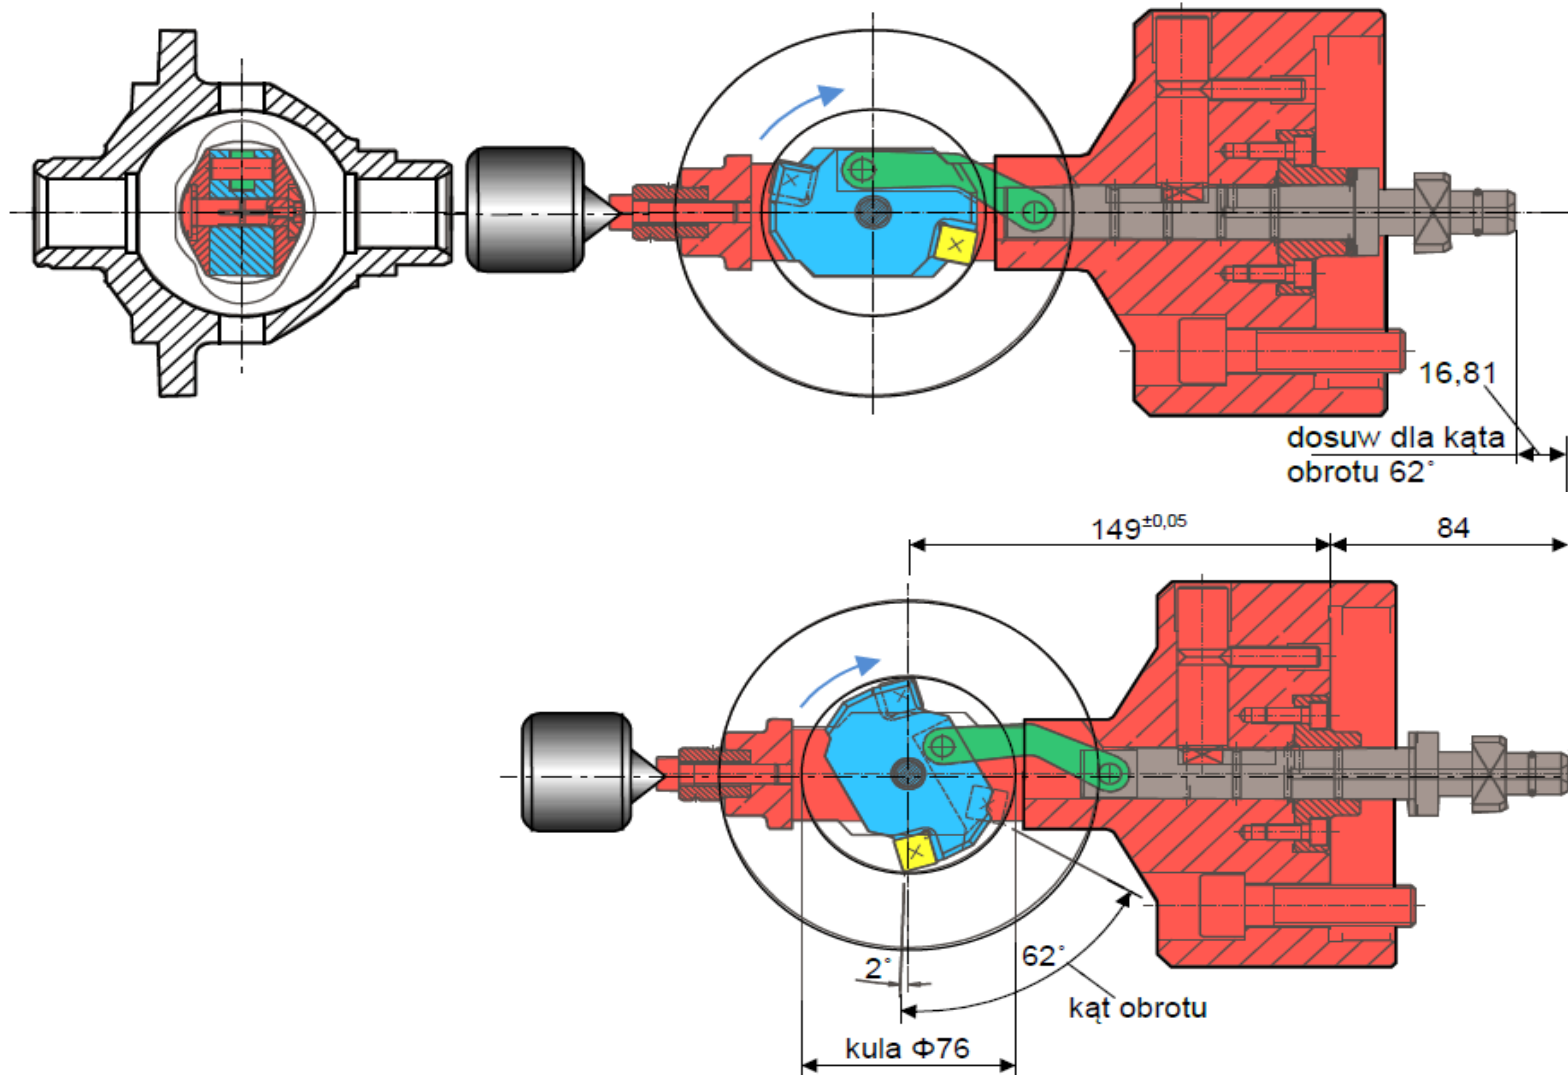 16,81
dosuw dla kąta
obrotu 62°
149±0,05
84
2°
62°
kąt obrotu
kula Φ76